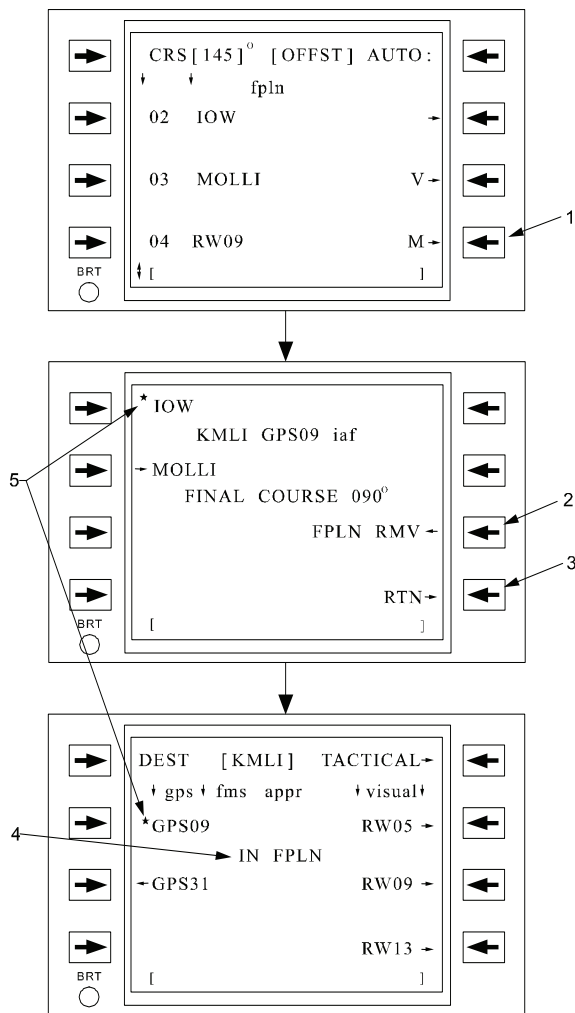 CRS [145]° [OFFST] AUTO:
↓ ↓ fpln
02 IOW →
03 MOLLI V→
04 RW09 M→
BRT
↕ [ ]
1
★IOW
KMLI GPS09 iaf
→ MOLLI
FINAL COURSE 090°
5
FPLN RMV ←
2
RTN→
3
BRT
[ ]
DEST [KMLI] TACTICAL→
↓ gps ↓ fms appr ↓ visual ↓
★GPS09 RW05 →
4
IN FPLN
←GPS31 RW09 →
RW13 →
BRT
[ ]